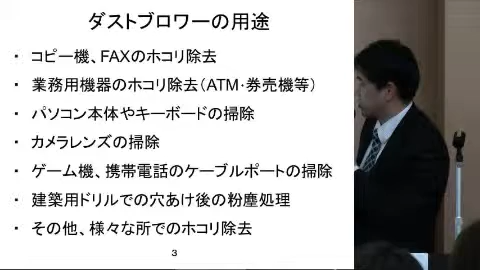 ダストブロワーの用途
・ コピー機、FAXのホコリ除去
・ 業務用機器のホコリ除去(ATM・券売機等)
・ パソコン本体やキーボードの掃除
・ カメラレンズの掃除
・ ゲーム機、携帯電話のケーブルポートの掃除
・ 建築用ドリルでの穴あけ後の粉塵処理
・ その他、様々な所でのホコリ除去
3